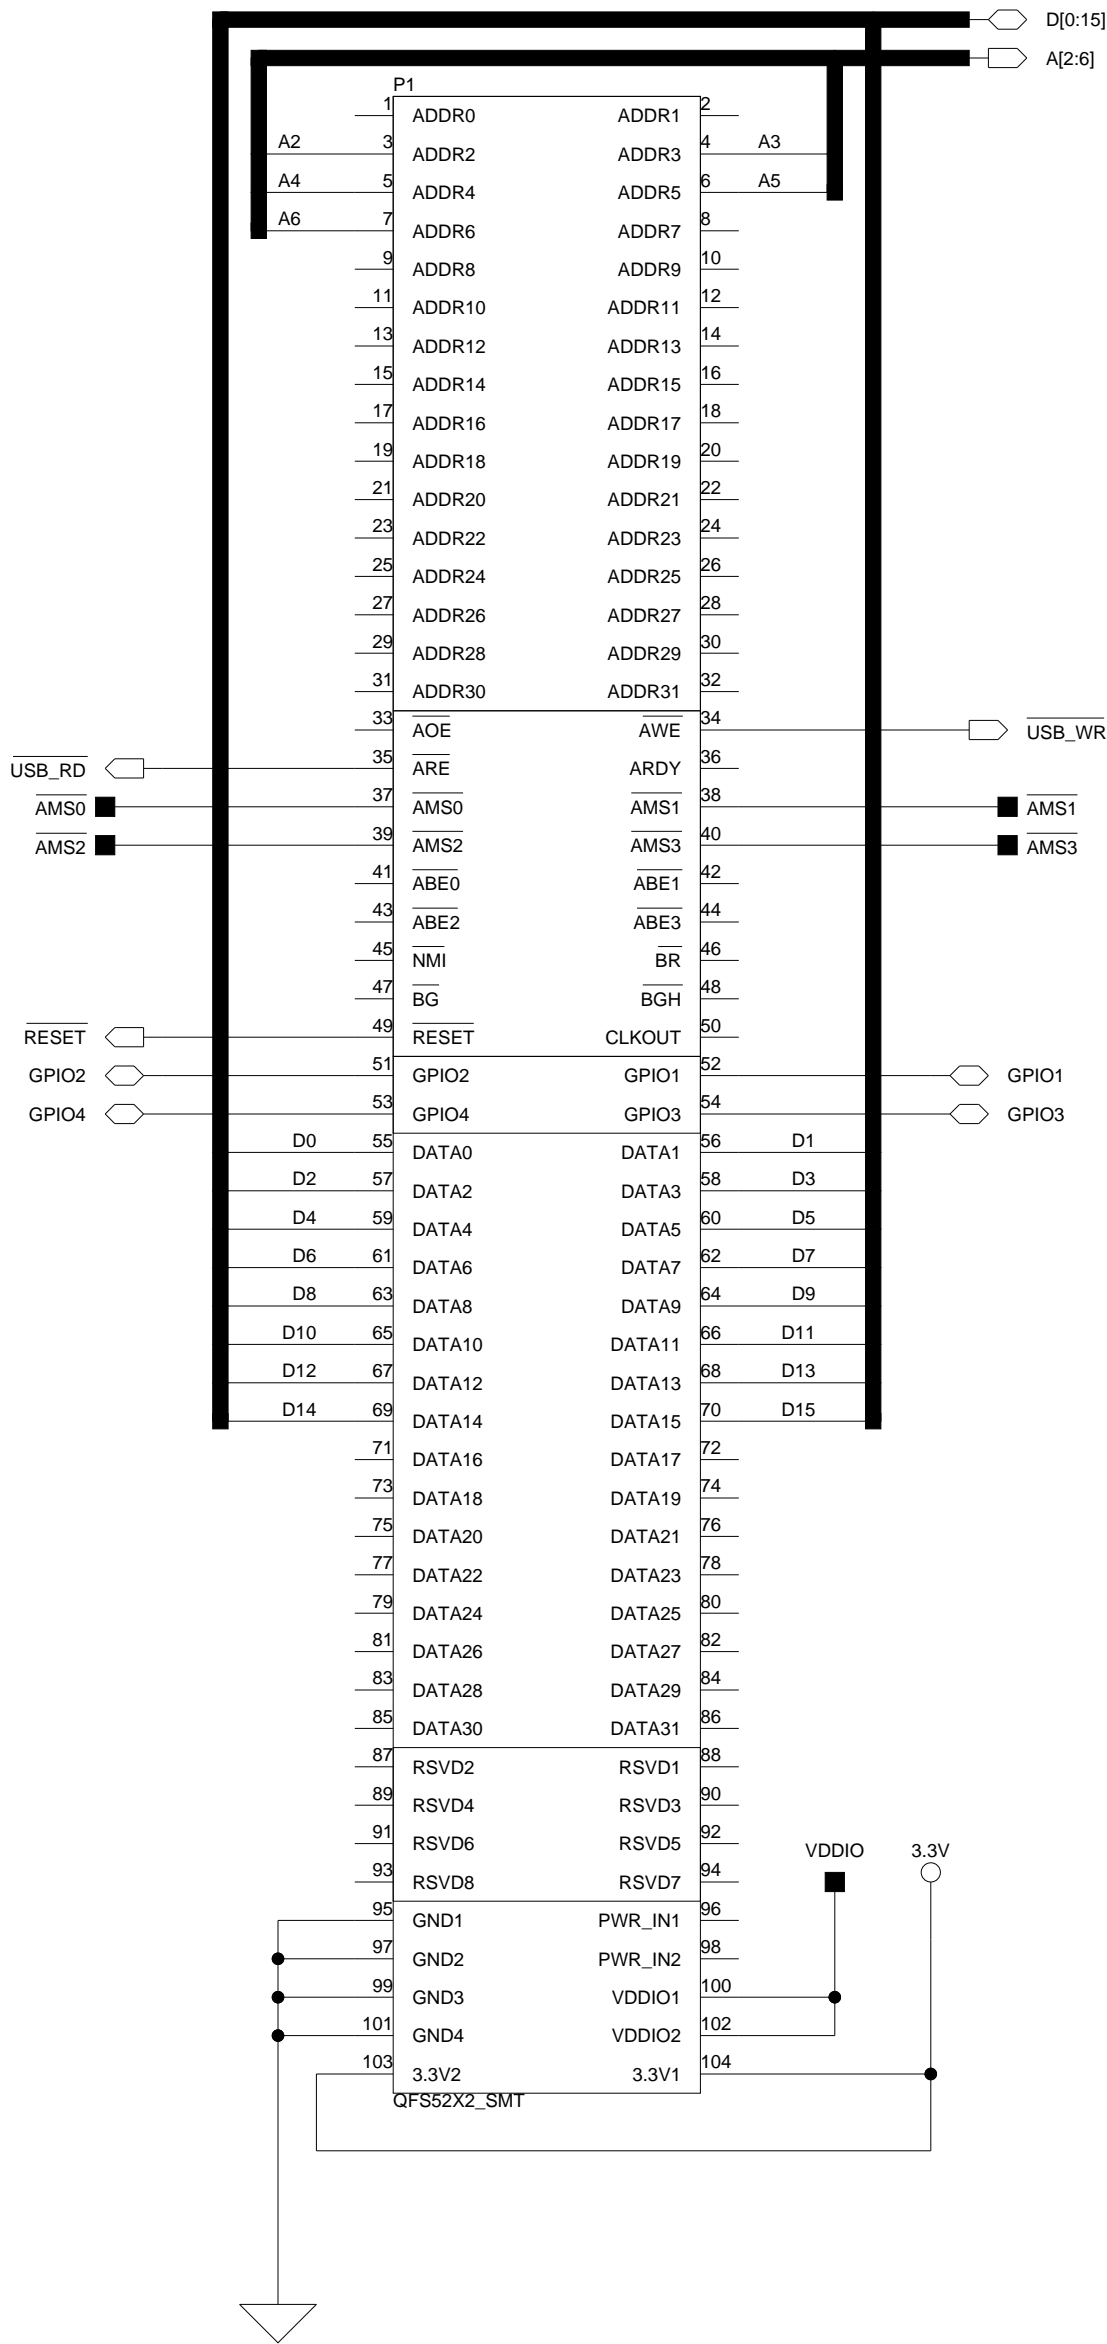 D[0:15]
A[2:6]
P1
1 ADDR0 ADDR1 2
A2 3 ADDR2 ADDR3 4 A3
A4 5 ADDR4 ADDR5 6 A5
A6 7 ADDR6 ADDR7 8
9 ADDR8 ADDR9 10
11 ADDR10 ADDR11 12
13 ADDR12 ADDR13 14
15 ADDR14 ADDR15 16
17 ADDR16 ADDR17 18
19 ADDR18 ADDR19 20
21 ADDR20 ADDR21 22
23 ADDR22 ADDR23 24
25 ADDR24 ADDR25 26
27 ADDR26 ADDR27 28
29 ADDR28 ADDR29 30
31 ADDR30 ADDR31 32
33 AOE AWE 34 USB_WR
USB_RD 35 ARE ARDY 36
AMS0 37 AMS0 AMS1 38 AMS1
AMS2 39 AMS2 AMS3 40 AMS3
41 ABE0 ABE1 42
43 ABE2 ABE3 44
45 NMI BR 46
47 BG BGH 48
RESET 49 RESET CLKOUT 50
GPIO2 51 GPIO2 GPIO1 52 GPIO1
GPIO4 53 GPIO4 GPIO3 54 GPIO3
D0 55 DATA0 DATA1 56 D1
D2 57 DATA2 DATA3 58 D3
D4 59 DATA4 DATA5 60 D5
D6 61 DATA6 DATA7 62 D7
D8 63 DATA8 DATA9 64 D9
D10 65 DATA10 DATA11 66 D11
D12 67 DATA12 DATA13 68 D13
D14 69 DATA14 DATA15 70 D15
71 DATA16 DATA17 72
73 DATA18 DATA19 74
75 DATA20 DATA21 76
77 DATA22 DATA23 78
79 DATA24 DATA25 80
81 DATA26 DATA27 82
83 DATA28 DATA29 84
85 DATA30 DATA31 86
87 RSVD2 RSVD1 88
89 RSVD4 RSVD3 90
91 RSVD6 RSVD5 92
VDDIO 3.3V
93 RSVD8 RSVD7 94
95 GND1 PWR_IN1 96
97 GND2 PWR_IN2 98
99 GND3 VDDIO1 100
101 GND4 VDDIO2 102
103 3.3V2 3.3V1 104
QFS52X2_SMT